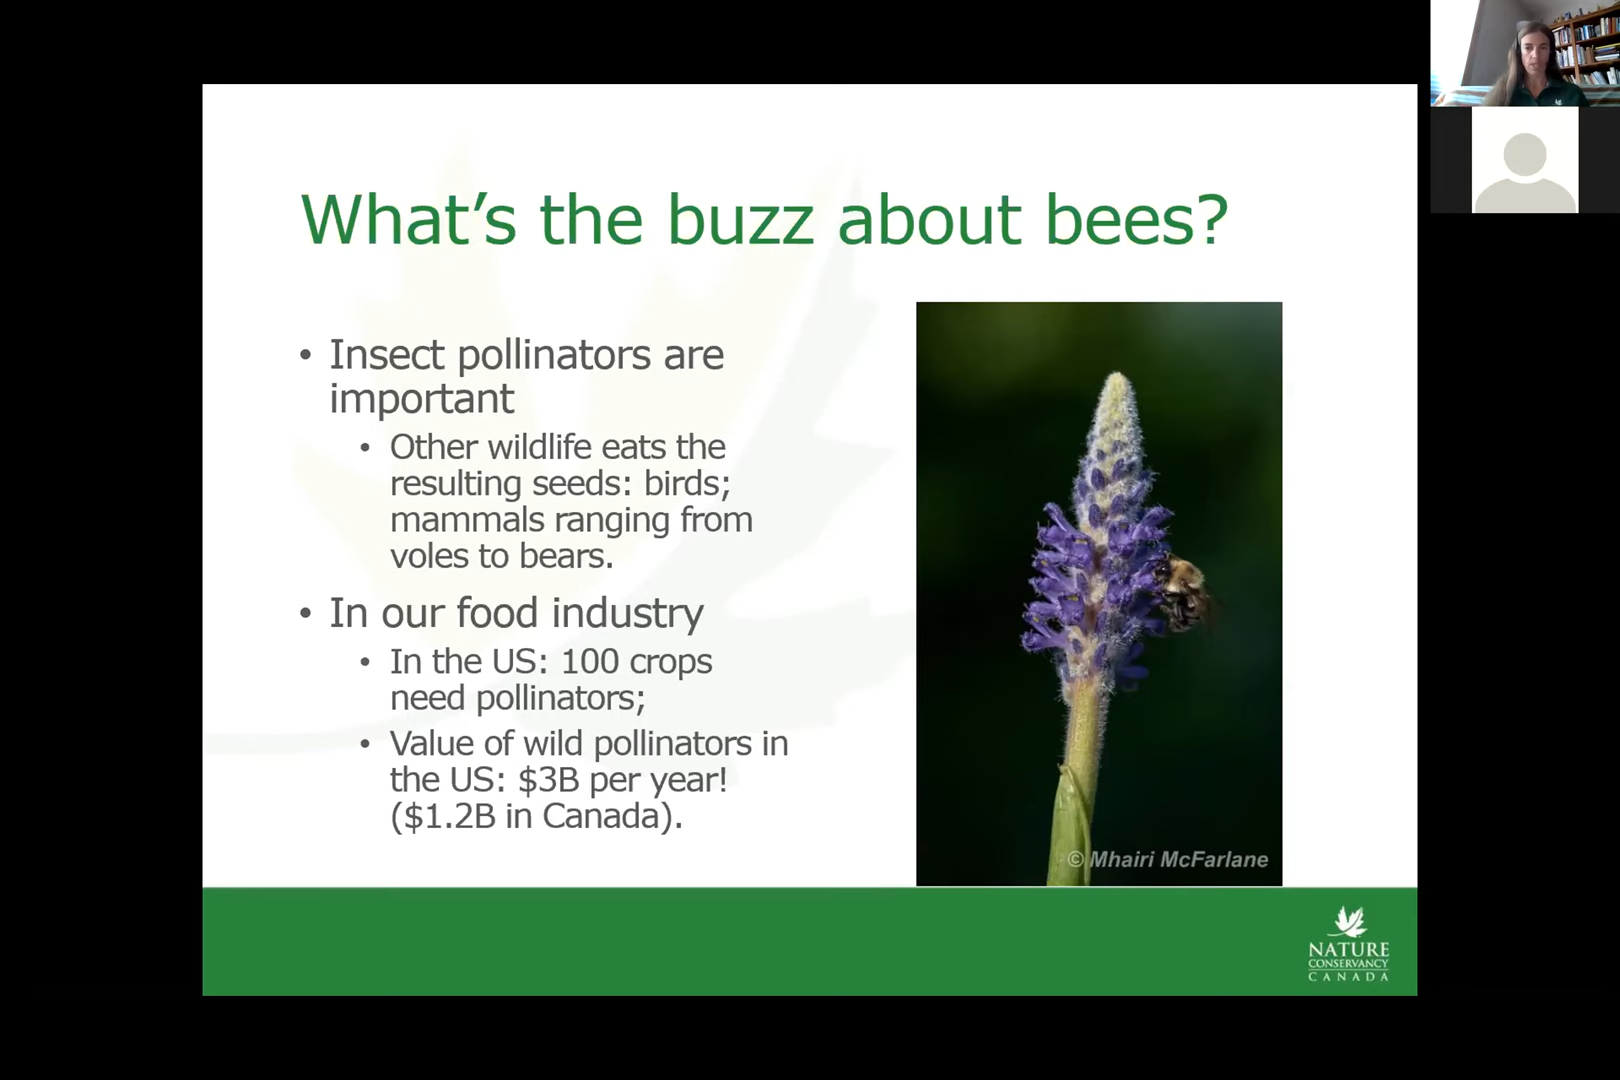 What's the buzz about bees?
• Insect pollinators are
important
• Other wildlife eats the
resulting seeds: birds;
mammals ranging from
voles to bears.
• In our food industry
• In the US: 100 crops
need pollinators;
• Value of wild pollinators in
the US: $3B per year!
($1.2B in Canada).
© Mhairi McFarlane
NATURE
CONSERVANCY
CANADA